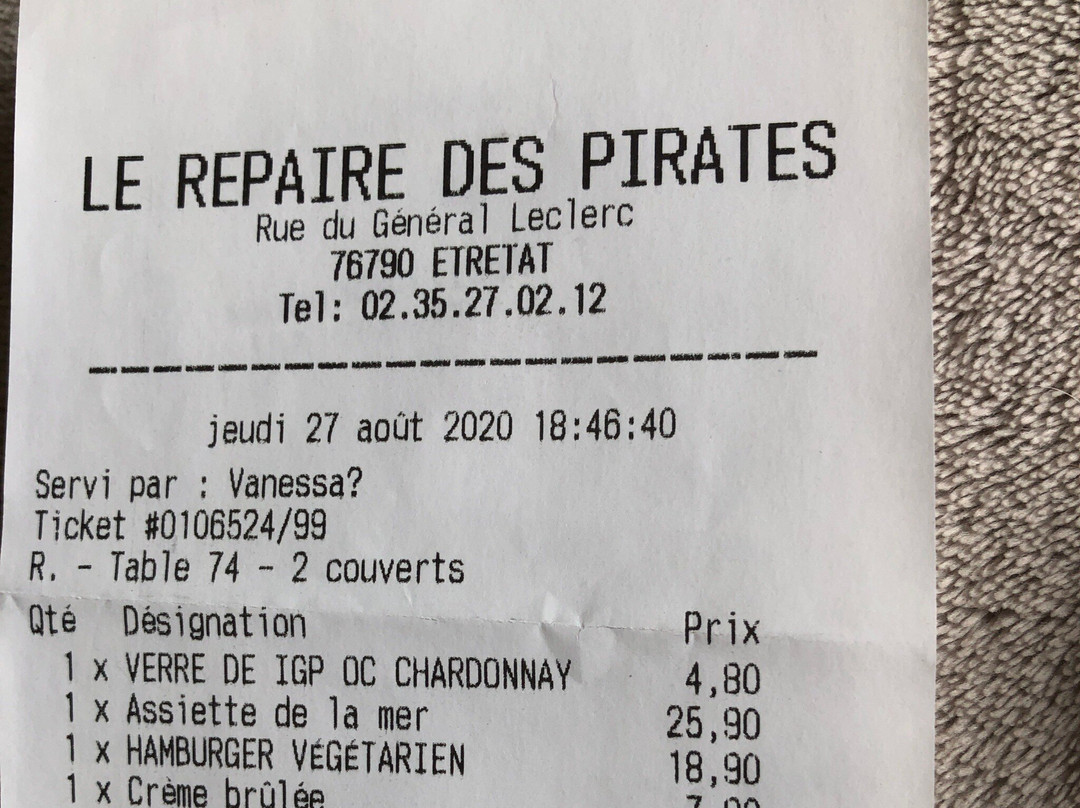 LE REPAIRE DES PIRATES
Rue du Général Leclerc
76790 ETRETAT
Tel: 02.35.27.02.12
jeudi 27 août 2020 18:46:40
Servi par : Vanessa?
Ticket #0106524/99
R. - Table 74 - 2 couverts
Qté Désignation Prix
1 x VERRE DE IGP OC CHARDONNAY 4,80
1 x Assiette de la mer 25,90
1 x HAMBURGER VÉGÉTARIEN 18,90
1 x Crème brûlée